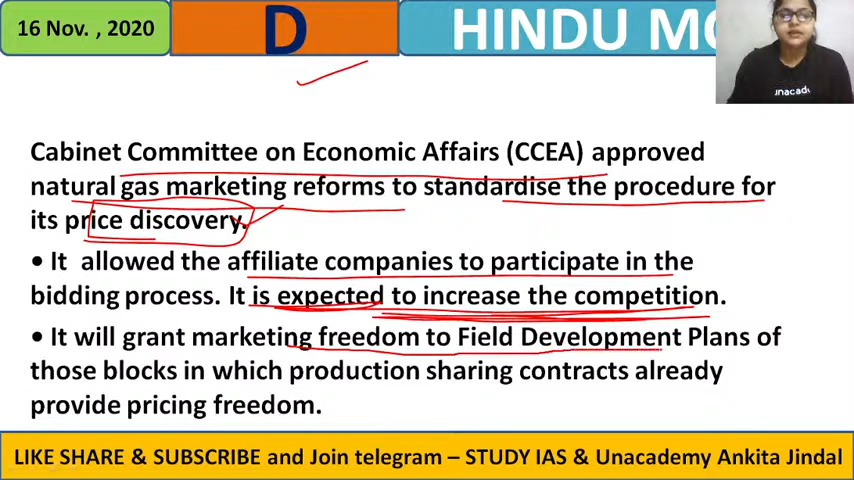 16 Nov. , 2020
D
HINDU
unacade
Cabinet Committee on Economic Affairs (CCEA) approved
natural gas marketing reforms to standardise the procedure for
its price discovery.
• It allowed the affiliate companies to participate in the
bidding process. It is expected to increase the competition.
• It will grant marketing freedom to Field Development Plans of
those blocks in which production sharing contracts already
provide pricing freedom.
LIKE SHARE & SUBSCRIBE and Join telegram – STUDY IAS & Unacademy Ankita Jindal